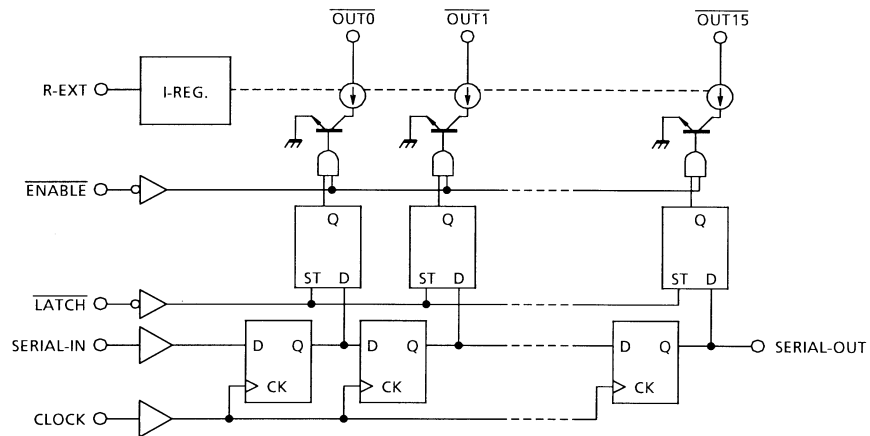 OUT0 OUT1 OUT15
R-EXT I-REG.
ENABLE
Q Q Q
ST D ST D ST D
LATCH
SERIAL-IN D Q D Q D Q SERIAL-OUT
CK CK CK
CLOCK